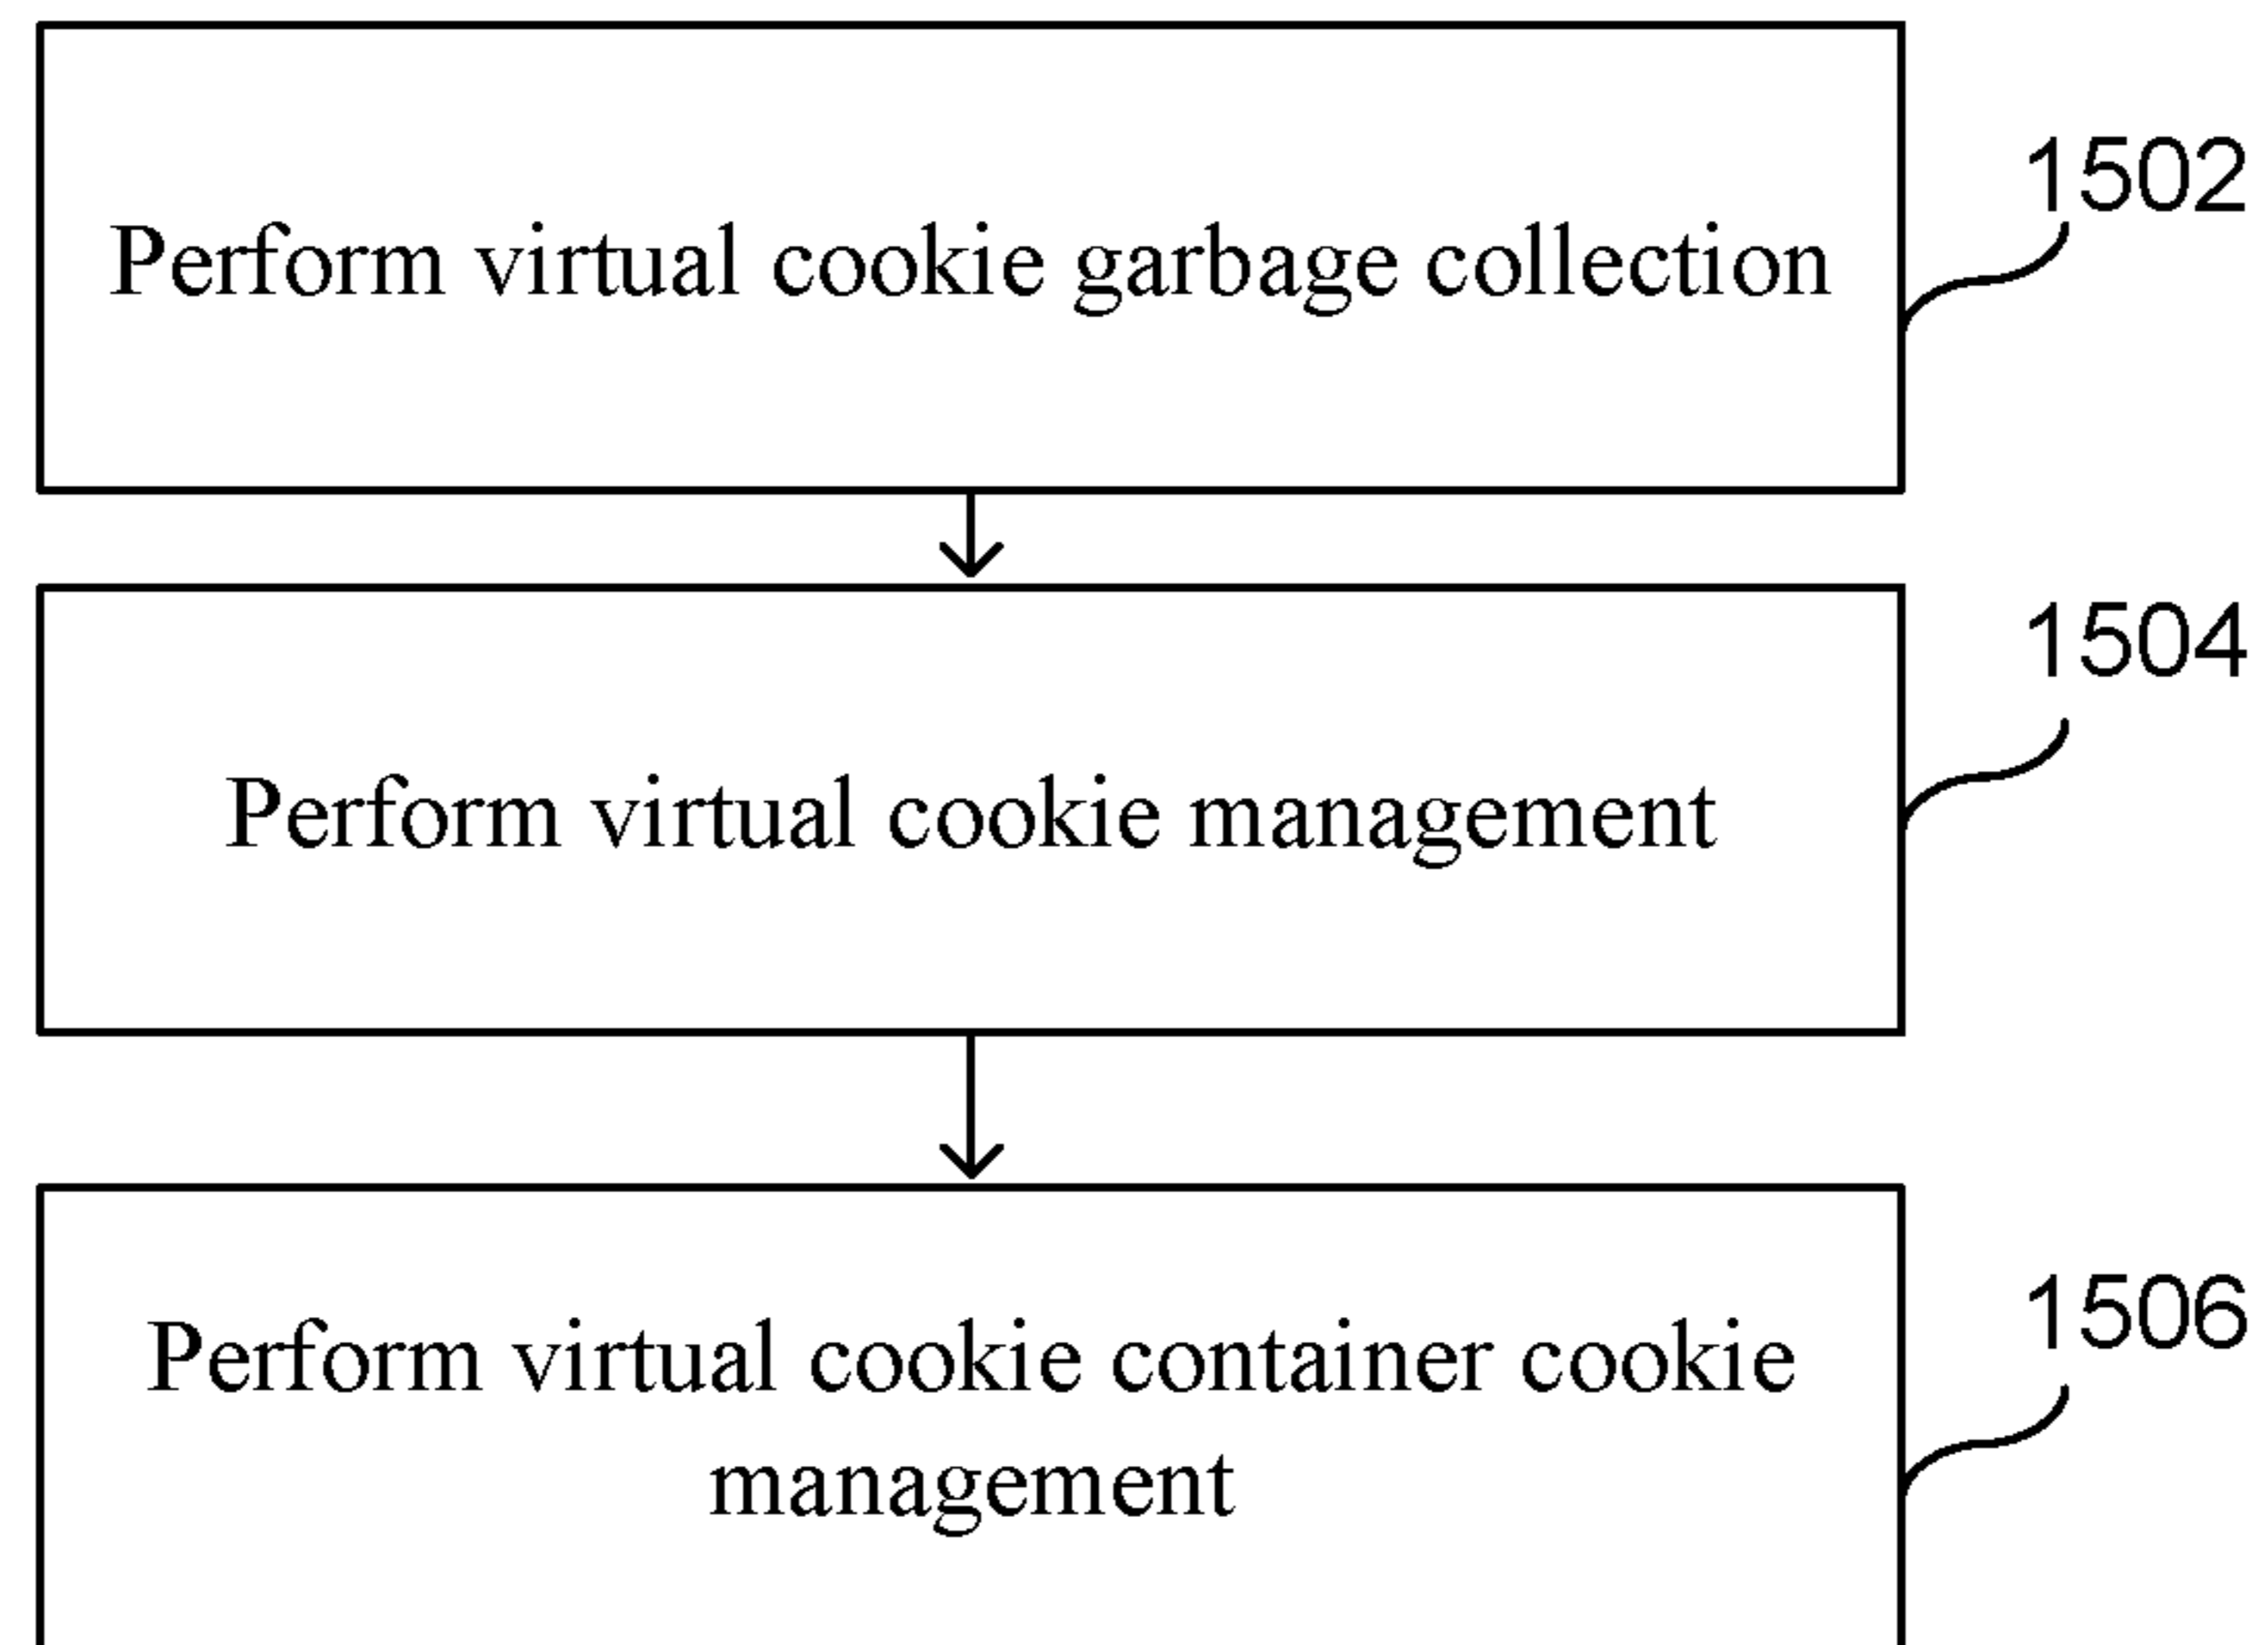 1502
Perform virtual cookie garbage collection
1504
Perform virtual cookie management
1506
Perform virtual cookie container cookie
management